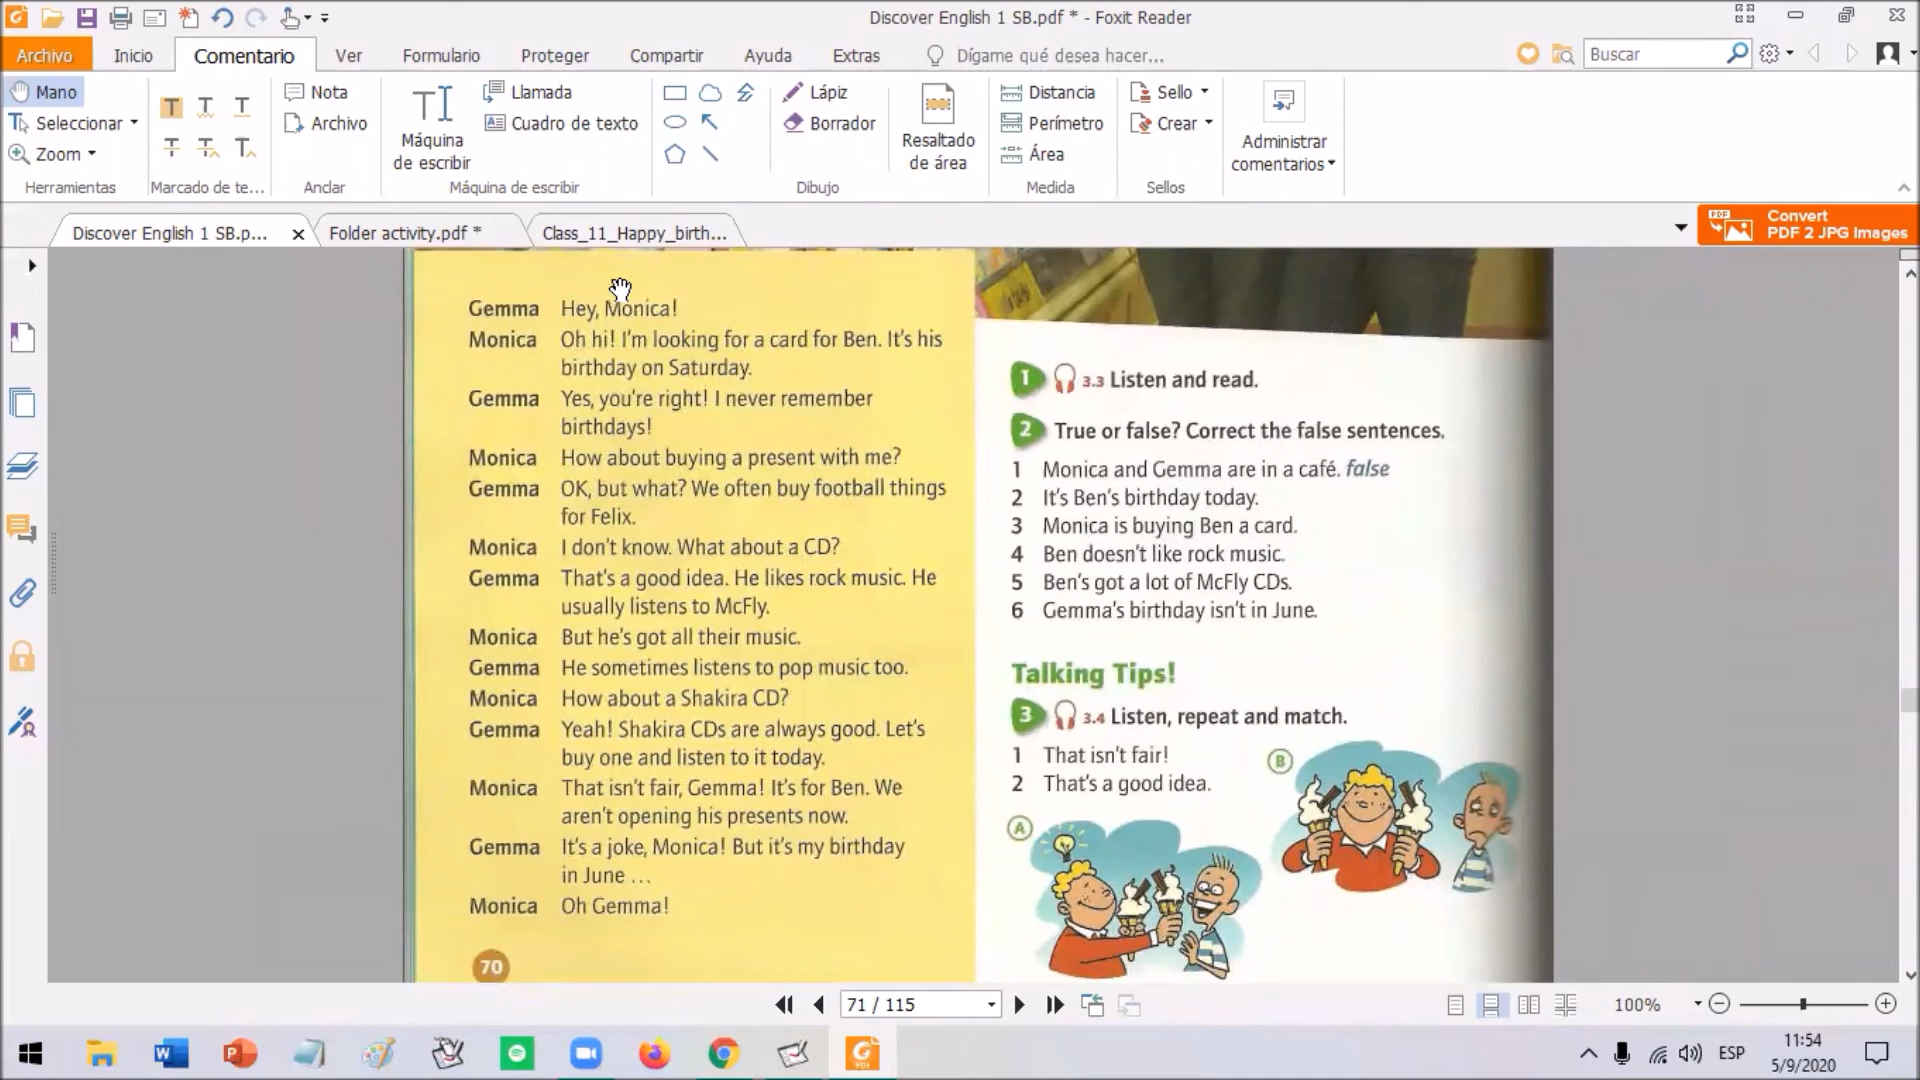 Discover English 1 SB.pdf * - Foxit Reader
Archivo Inicio Comentario Ver Formulario Proteger Compartir Ayuda Extras Dígame qué desea hacer... Buscar
Mano
Seleccionar
Zoom
Herramientas
Marcado de te...
Nota
Archivo
Anclar
Máquina
de escribir
Llamada
Cuadro de texto
Máquina de escribir
Lápiz
Borrador
Dibujo
Resaltado
de área
Distancia
Perímetro
Área
Medida
Sello
Crear
Sellos
Administrar
comentarios
Discover English 1 SB.p... Folder activity.pdf * Class_11_Happy_birth...
PDF
Convert
PDF 2 JPG Images
Gemma Hey, Monica!
Monica Oh hi! I'm looking for a card for Ben. It's his
birthday on Saturday.
Gemma Yes, you're right! I never remember
birthdays!
Monica How about buying a present with me?
Gemma OK, but what? We often buy football things
for Felix.
Monica I don't know. What about a CD?
Gemma That's a good idea. He likes rock music. He
usually listens to McFly.
Monica But he's got all their music.
Gemma He sometimes listens to pop music too.
Monica How about a Shakira CD?
Gemma Yeah! Shakira CDs are always good. Let's
buy one and listen to it today.
Monica That isn't fair, Gemma! It's for Ben. We
aren't opening his presents now.
Gemma It's a joke, Monica! But it's my birthday
in June ...
Monica Oh Gemma!
70
1 3.3 Listen and read.
2 True or false? Correct the false sentences.
1 Monica and Gemma are in a café. false
2 It's Ben's birthday today.
3 Monica is buying Ben a card.
4 Ben doesn't like rock music.
5 Ben's got a lot of McFly CDs.
6 Gemma's birthday isn't in June.
Talking Tips!
3 3.4 Listen, repeat and match.
1 That isn't fair!
2 That's a good idea.
B
A
71 / 115
100%
ESP
11:54
5/9/2020